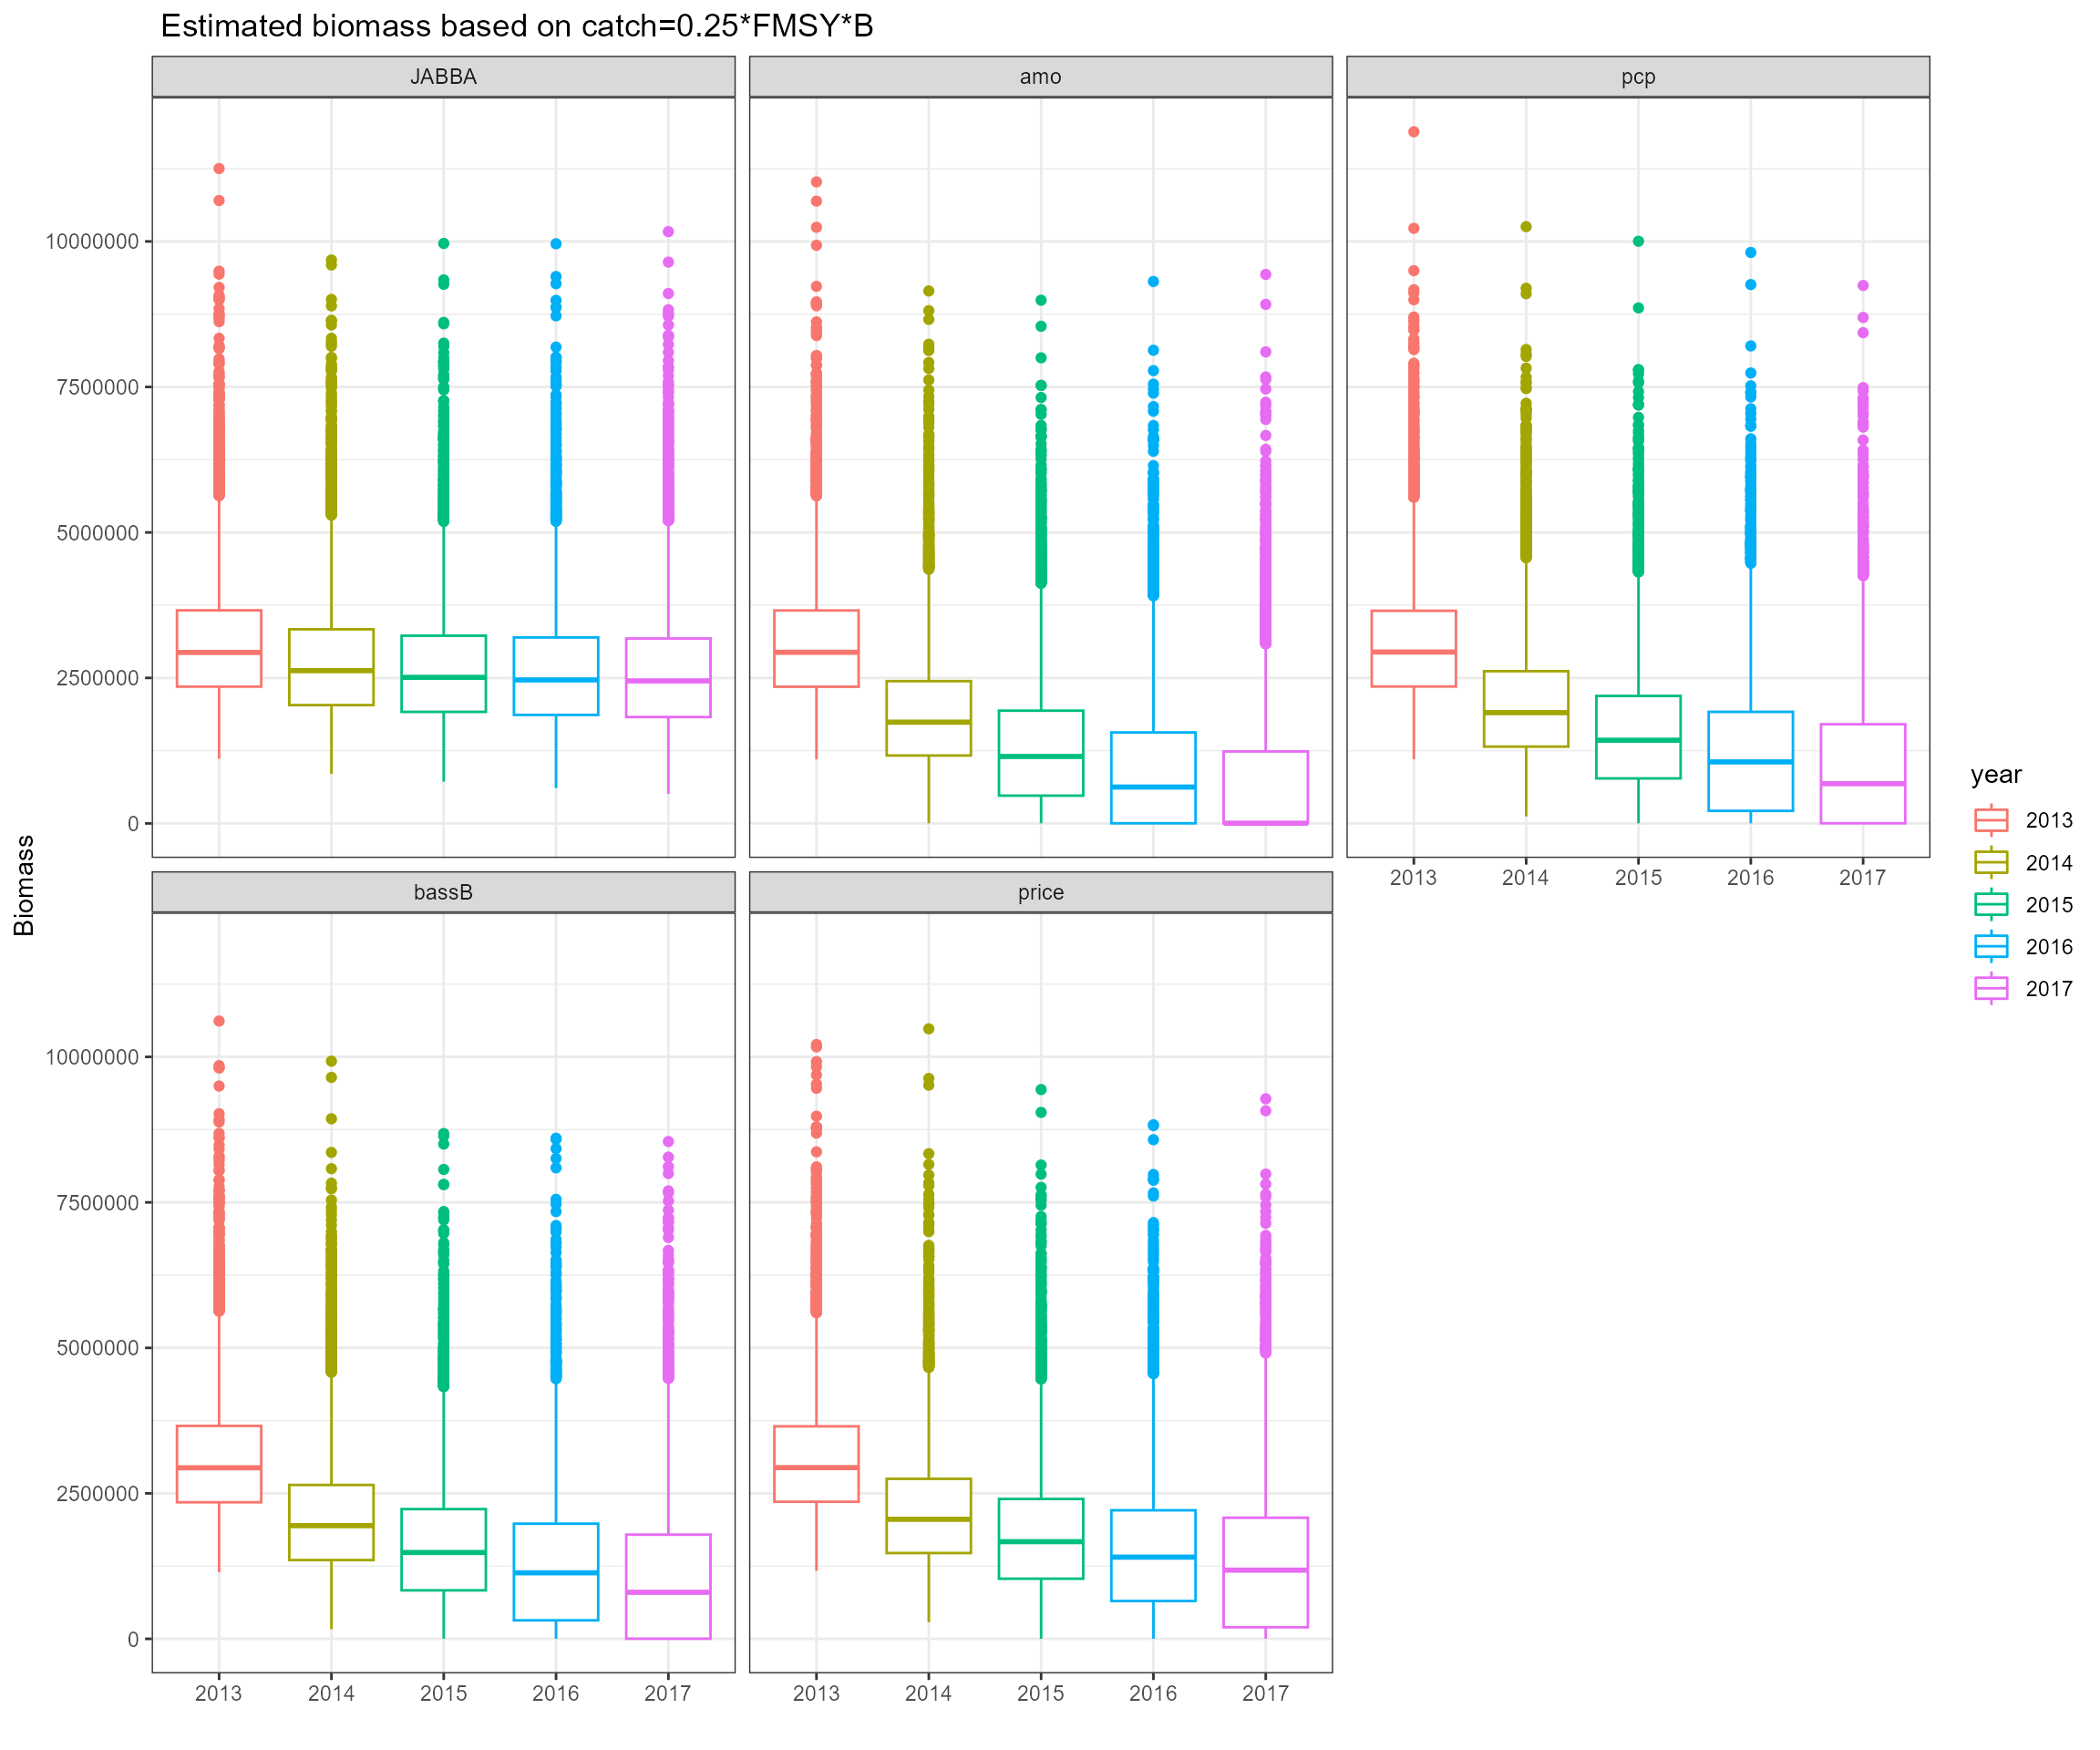 Estimated biomass based on catch=0.25*FMSY*B
JABBA
amo
pcp
10000000
7500000
5000000
2500000
0
2013 2014 2015 2016 2017
bassB
price
10000000
7500000
5000000
2500000
0
2013 2014 2015 2016 2017
2013 2014 2015 2016 2017
Biomass
year
2013
2014
2015
2016
2017